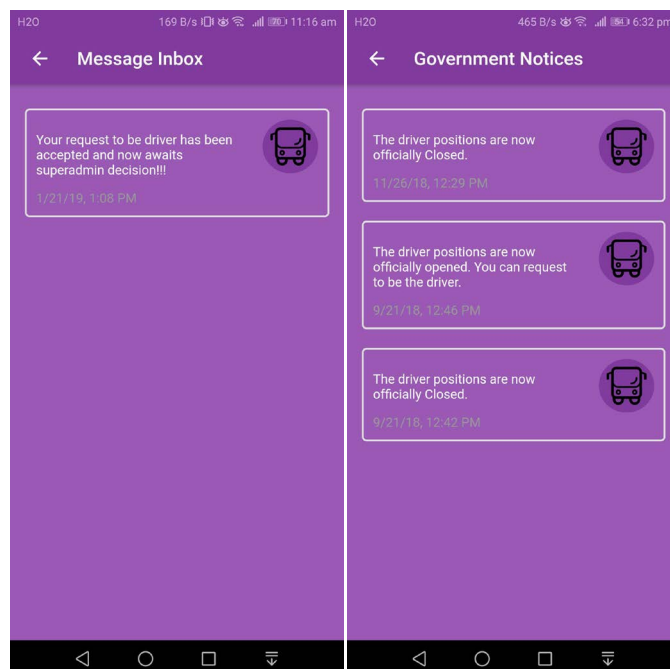 H2O 169 B/s 70 11:16 am
Message Inbox
Your request to be driver has been
accepted and now awaits
superadmin decision!!!
1/21/19, 1:08 PM
H2O 465 B/s 54 6:32 pm
Government Notices
The driver positions are now
officially Closed.
11/26/18, 12:29 PM
The driver positions are now
officially opened. You can request
to be the driver.
9/21/18, 12:46 PM
The driver positions are now
officially Closed.
9/21/18, 12:42 PM